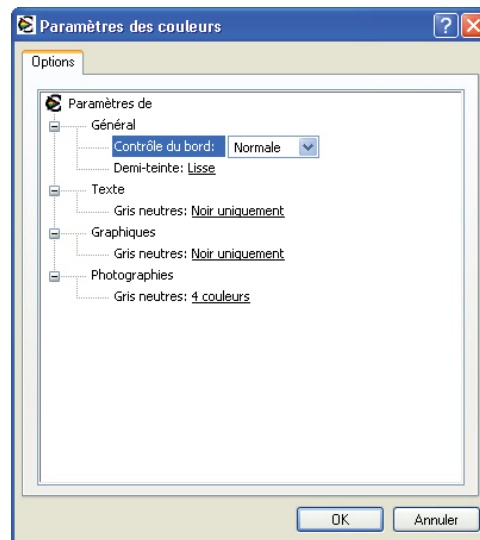 Paramètres des couleurs
Options
Paramètres de
Général
Contrôle du bord: Normale
Demi-teinte: Lisse
Texte
Gris neutres: Noir uniquement
Graphiques
Gris neutres: Noir uniquement
Photographies
Gris neutres: 4 couleurs
OK Annuler